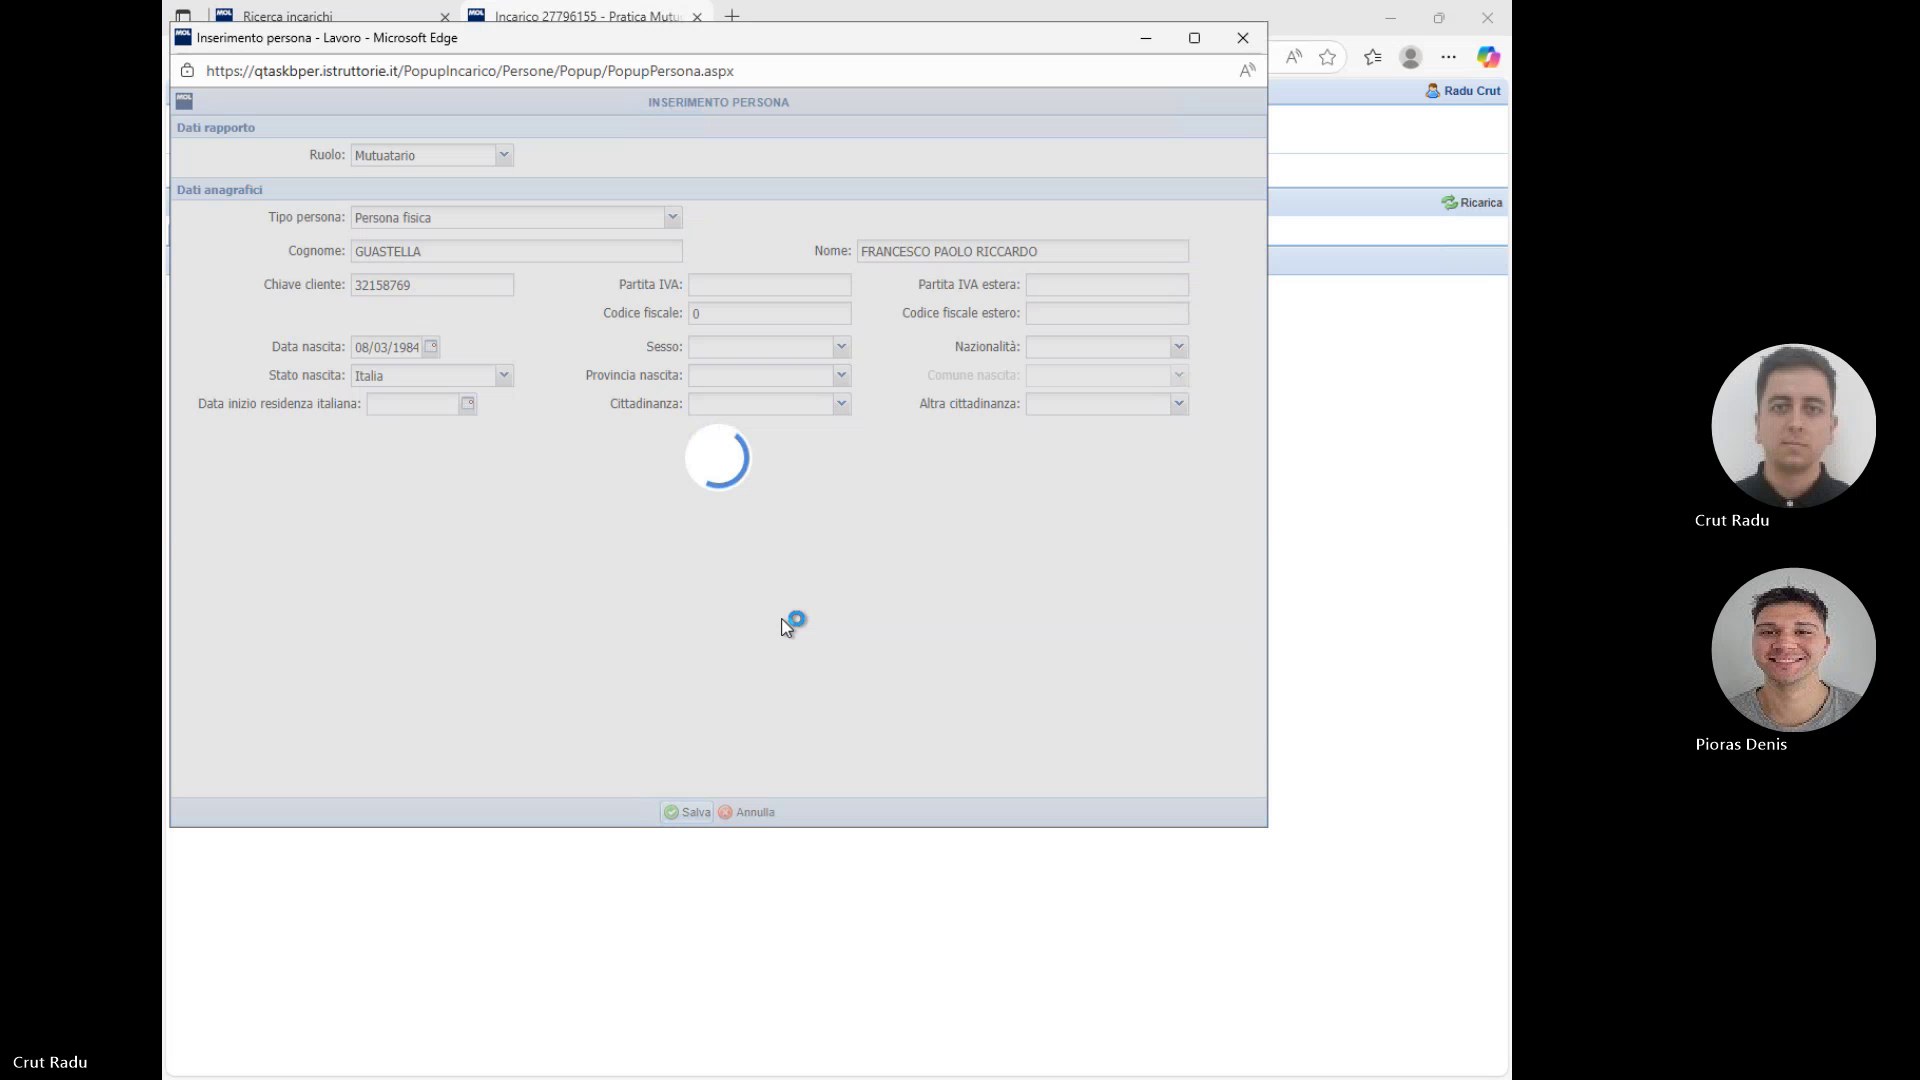 MOL Ricerca incarichi
MOL Incarico 27796155 - Pratica Mutu
MOL Inserimento persona - Lavoro - Microsoft Edge
https://qtaskbper.istruttorie.it/PopupIncarico/Persone/Popup/PopupPersona.aspx
Radu Crut
MOL INSERIMENTO PERSONA
Dati rapporto
Ruolo: Mutuatario
Dati anagrafici
Ricarica
Tipo persona: Persona fisica
Cognome: GUASTELLA Nome: FRANCESCO PAOLO RICCARDO
Chiave cliente: 32158769 Partita IVA: Partita IVA estera:
Codice fiscale: 0 Codice fiscale estero:
Data nascita: 08/03/1984 Sesso: Nazionalità:
Stato nascita: Italia Provincia nascita: Comune nascita:
Data inizio residenza italiana: Cittadinanza: Altra cittadinanza:
Salva Annulla
Crut Radu
Pioras Denis
Crut Radu